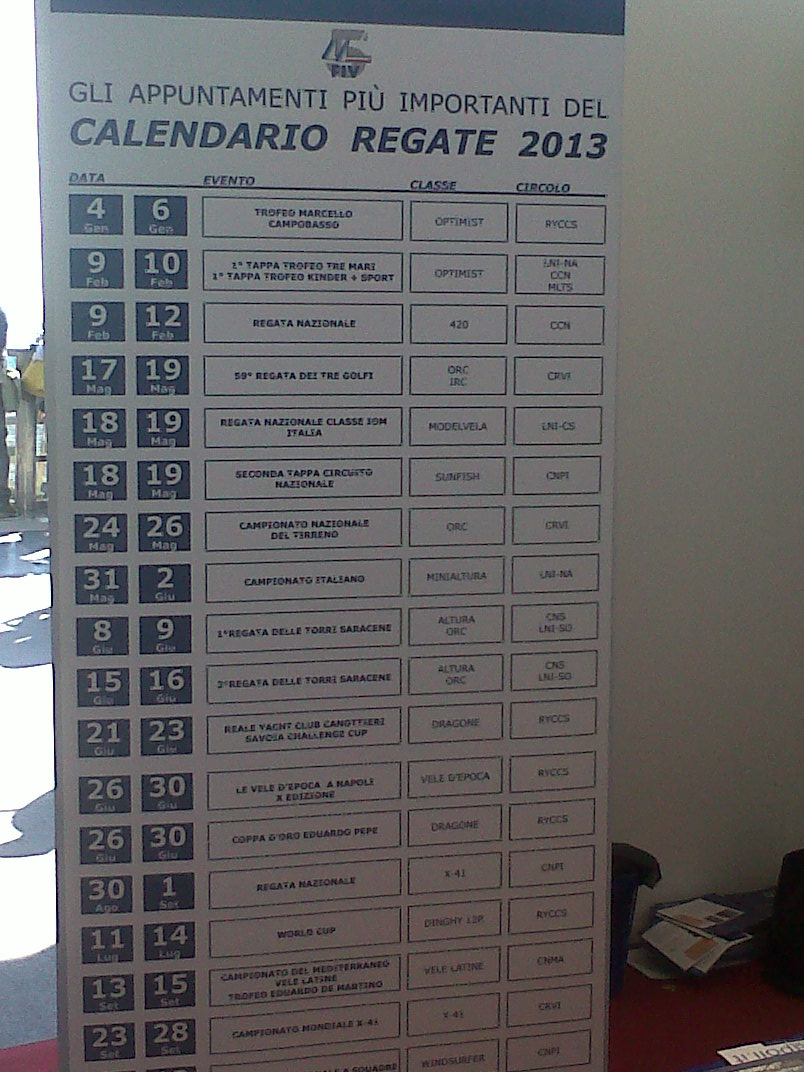 FIV
GLI APPUNTAMENTI PIÙ IMPORTANTI DEL
CALENDARIO REGATE 2013
DATA EVENTO CLASSE CIRCOLO
4 Gen 6 Gen TROFEO MARCELLO CAMPOBASSO OPTIMIST RYCCS
9 Feb 10 Feb 1° TAPPA TROFEO TRE MARI 1° TAPPA TROFEO KINDER + SPORT OPTIMIST LNI-NA CCN MLTS
9 Feb 12 Feb REGATA NAZIONALE 420 CCN
17 Mag 19 Mag 59° REGATA DEI TRE GOLFI ORC IRC CRVI
18 Mag 19 Mag REGATA NAZIONALE CLASSE IOM ITALIA MODELVELA LNI-CS
18 Mag 19 Mag SECONDA TAPPA CIRCUITO NAZIONALE SUNFISH CNPI
24 Mag 26 Mag CAMPIONATO NAZIONALE DEL TIRRENO ORC CRVI
31 Mag 2 Giu CAMPIONATO ITALIANO MINIALTURA LNI-NA
8 Giu 9 Giu 1°REGATA DELLE TORRI SARACENE ALTURA ORC CNS LNI-SO
15 Giu 16 Giu REGATA DELLE TORRI SARACENE ALTURA ORC CNS LNI-SO
21 Giu 23 Giu REALE YACHT CLUB CANOTTIERI SAVOIA CHALLENGE CUP DRAGONE RYCCS
26 Giu 30 Giu LE VELE D'EPOCA A NAPOLI X EDIZIONE VELE D'EPOCA RYCCS
26 Giu 30 Giu COPPA D'ORO EDUARDO PEPE DRAGONE RYCCS
30 Ago 1 Set REGATA NAZIONALE X-41 CNPI
11 Lug 14 Lug WORLD CUP DINGHY 12P. RYCCS
13 Set 15 Set CAMPIONATO DEL MEDITERRANEO VELE LATINE TROFEO EDUARDO DE MARTINO VELE LATINE CNMA
23 Set 28 Set CAMPIONATO MONDIALE X-41 X-41 CRVI
A SQUADRE WINDSURFER CNPI